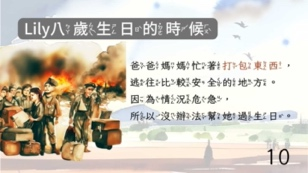 Lily八歲生日的時候
爸爸媽媽忙著打包東西，
逃往比較安全的地方。
因為情況危急，
所以沒辦法幫她過生日。
10